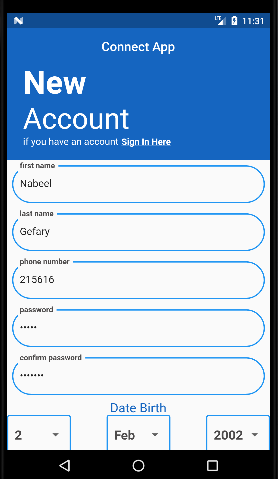 LTE 11:31
Connect App
New
Account
if you have an account Sign In Here
first name
Nabeel
last name
Gefary
phone number
215616
password
•••••
confirm password
•••••••
Date Birth
2 Feb 2002